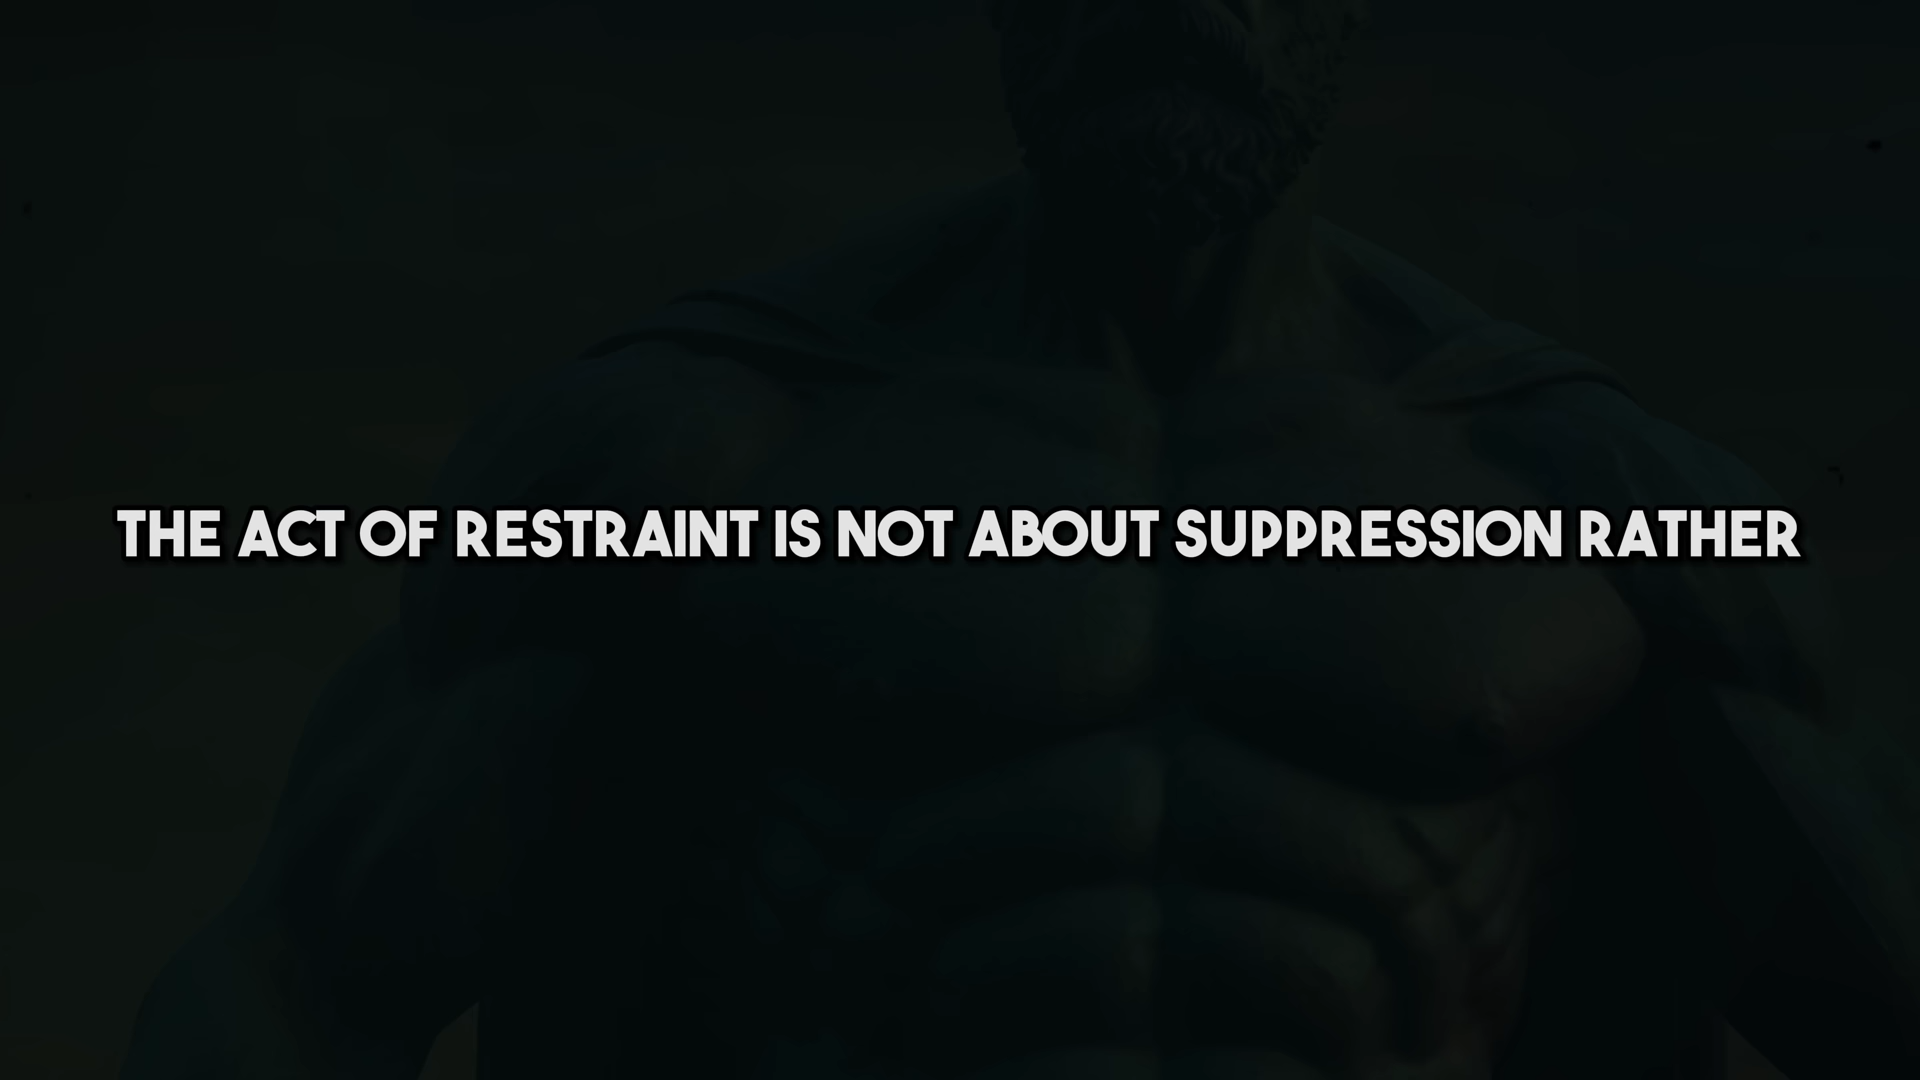 THE ACT OF RESTRAINT IS NOT ABOUT SUPPRESSION RATHER